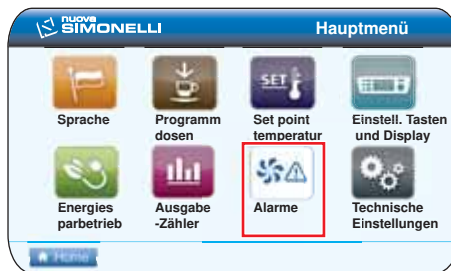 nuova
SIMONELLI
Hauptmenü
SET
Sprache
Programm
dosen
Set point
temperatur
Einstell. Tasten
und Display
Energies
parbetrieb
Ausgabe
-Zähler
Alarme
Technische
Einstellungen
Home